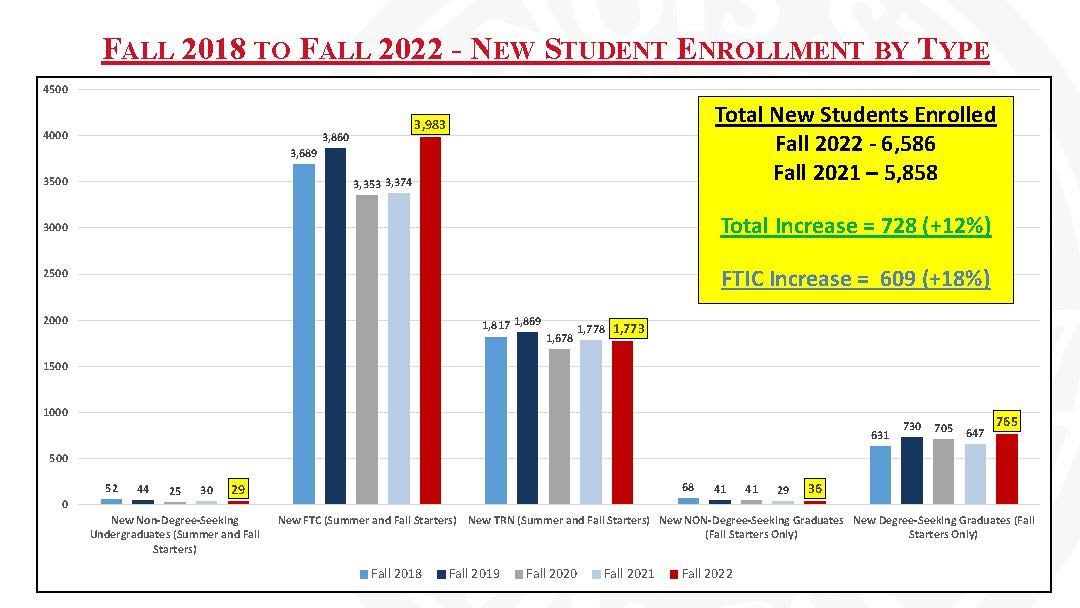 FALL 2018 TO FALL 2022 - NEW STUDENT ENROLLMENT BY TYPE
4500
4000
3500
3000
2500
2000
1500
1000
500
0
Total New Students Enrolled
Fall 2022 - 6,586
Fall 2021 – 5,858
Total Increase = 728 (+12%)
FTIC Increase = 609 (+18%)
52 44 25 30 29
3,689 3,860 3,353 3,374 3,983
1,817 1,869 1,678 1,778 1,773
68 41 41 29 36
631 730 705 647 765
New Non-Degree-Seeking
Undergraduates (Summer and Fall
Starters)
New FTC (Summer and Fall Starters)
New TRN (Summer and Fall Starters)
New NON-Degree-Seeking Graduates
(Fall Starters Only)
New Degree-Seeking Graduates (Fall
Starters Only)
Fall 2018 Fall 2019 Fall 2020 Fall 2021 Fall 2022